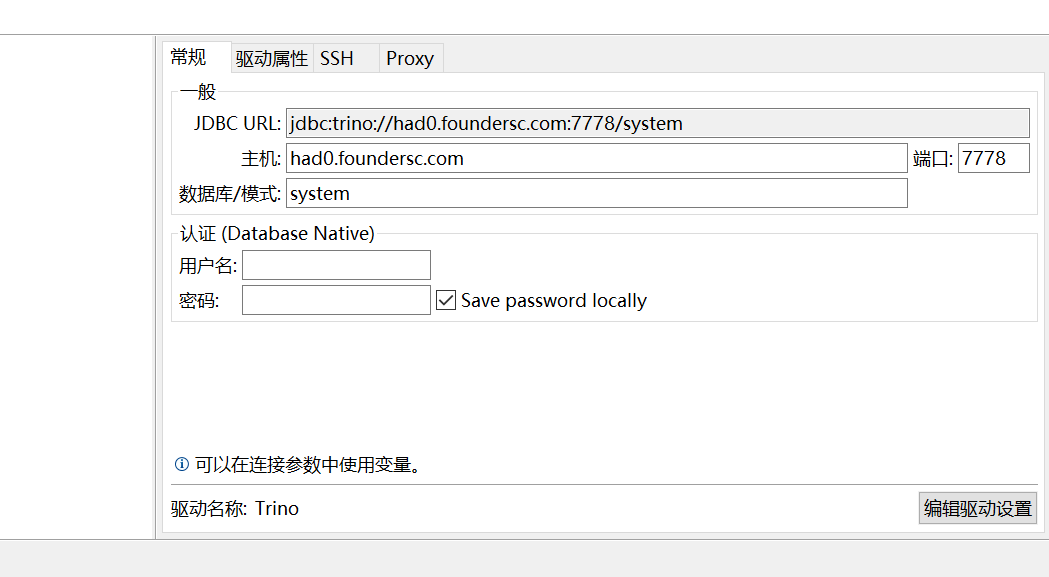 常规 驱动属性 SSH Proxy
一般
JDBC URL: jdbc:trino://had0.foundersc.com:7778/system
主机: had0.foundersc.com 端口: 7778
数据库/模式: system
认证 (Database Native)
用户名:
密码: Save password locally
可以在连接参数中使用变量。
驱动名称: Trino 编辑驱动设置